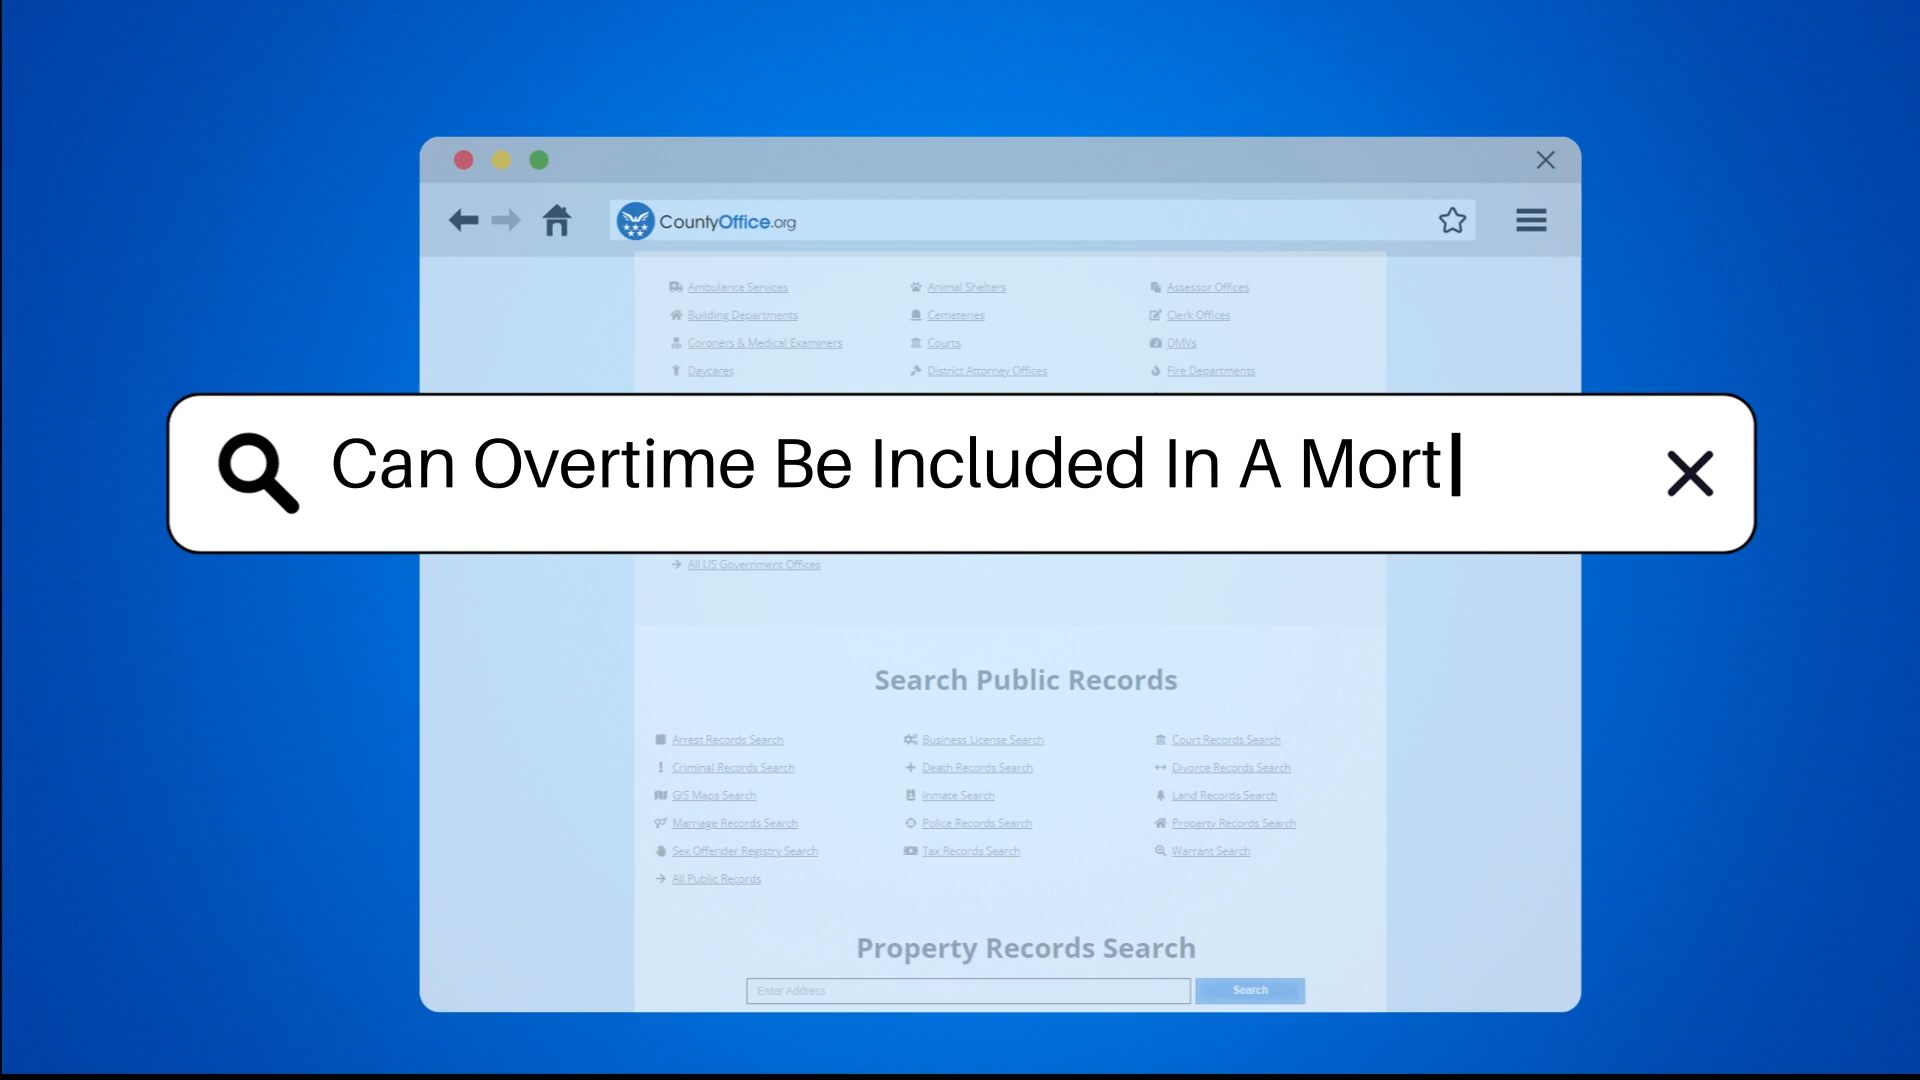 CountyOffice.org
Ambulance Services Animal Shelters Assessor Offices
Building Departments Cemeteries Clerk Offices
Coroners & Medical Examiners Courts DMVs
Daycares District Attorney Offices Fire Departments
Can Overtime Be Included In A Mort
All US Government Offices
Search Public Records
Arrest Records Search Business License Search Court Records Search
Criminal Records Search Death Records Search Divorce Records Search
GIS Maps Search Inmate Search Land Records Search
Marriage Records Search Police Records Search Property Records Search
Sex Offender Registry Search Tax Records Search Warrant Search
All Public Records
Property Records Search
Enter Address Search